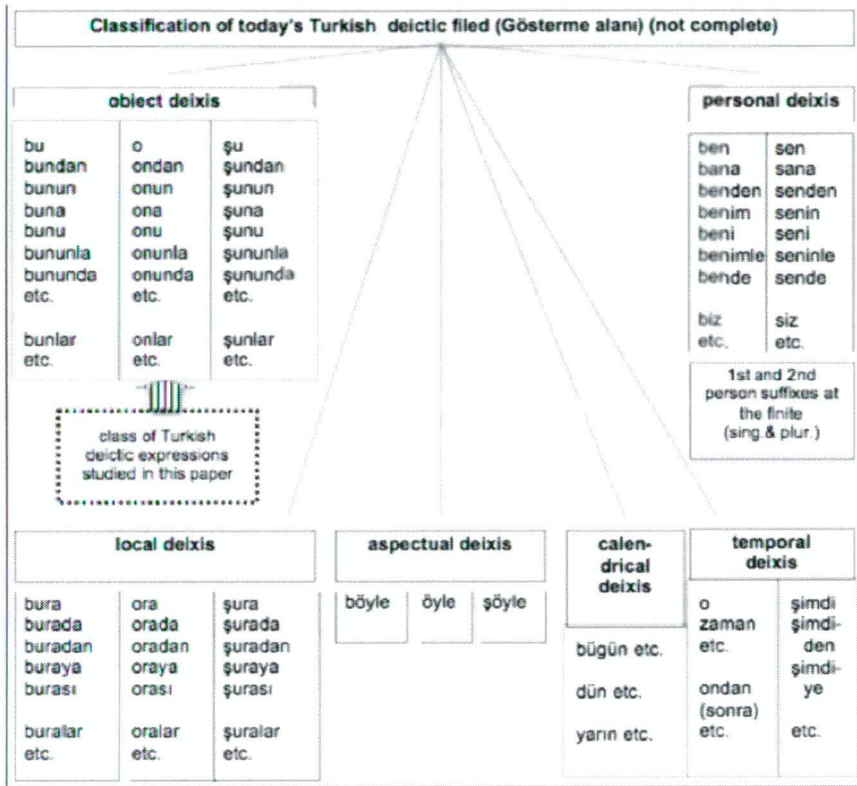 Classification of today's Turkish deictic filed (Gösterme alanı) (not complete)
obiect deixis
bu o şu
bundan ondan şundan
bunun onun şunun
buna ona şuna
bunu onu şunu
bununla onunla şununla
bununda onunda şununda
etc. etc. etc.
bunlar onlar şunlar
etc. etc. etc.
class of Turkish
deictic expressions
studied in this paper
personal deixis
ben sen
bana sana
benden senden
benim senin
beni seni
benimle seninle
bende sende
biz siz
etc. etc.
1st and 2nd
person suffixes at
the finite
(sing.& plur.)
local deixis
bura ora şura
burada orada şurada
buradan oradan şuradan
buraya oraya şuraya
burası orası şurası
buralar oralar şuralar
etc. etc. etc.
aspectual deixis
böyle öyle şöyle
calen-
drical
deixis
bügün etc.
dün etc.
yarın etc.
temporal
deixis
o şimdi
zaman şimdi-
etc. den
şimdi-
ondan ye
(sonra)
etc. etc.